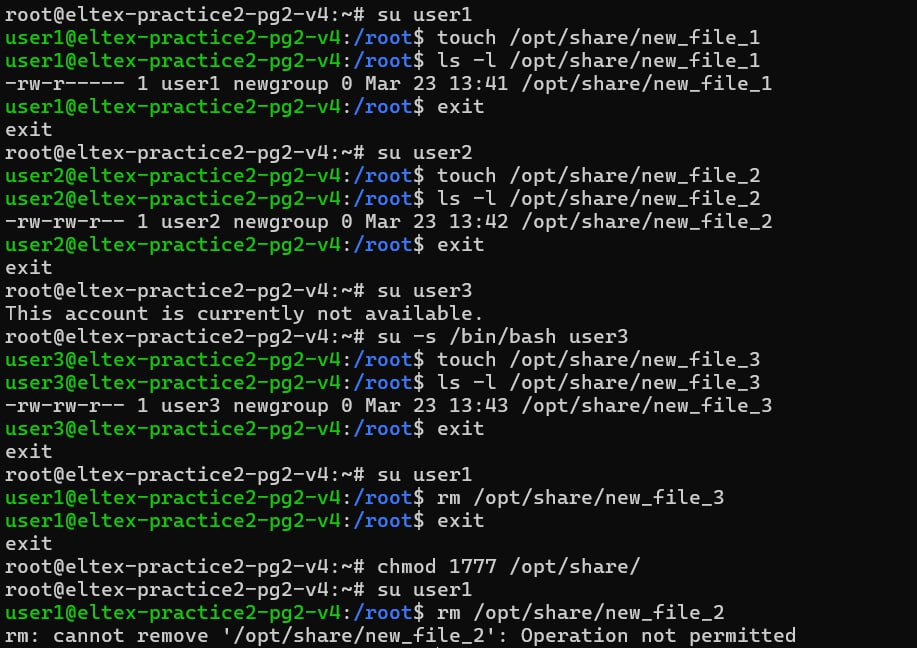 root@eltex-practice2-pg2-v4:~# su user1
user1@eltex-practice2-pg2-v4:/root$ touch /opt/share/new_file_1
user1@eltex-practice2-pg2-v4:/root$ ls -l /opt/share/new_file_1
-rw-r----- 1 user1 newgroup 0 Mar 23 13:41 /opt/share/new_file_1
user1@eltex-practice2-pg2-v4:/root$ exit
exit
root@eltex-practice2-pg2-v4:~# su user2
user2@eltex-practice2-pg2-v4:/root$ touch /opt/share/new_file_2
user2@eltex-practice2-pg2-v4:/root$ ls -l /opt/share/new_file_2
-rw-rw-r-- 1 user2 newgroup 0 Mar 23 13:42 /opt/share/new_file_2
user2@eltex-practice2-pg2-v4:/root$ exit
exit
root@eltex-practice2-pg2-v4:~# su user3
This account is currently not available.
root@eltex-practice2-pg2-v4:~# su -s /bin/bash user3
user3@eltex-practice2-pg2-v4:/root$ touch /opt/share/new_file_3
user3@eltex-practice2-pg2-v4:/root$ ls -l /opt/share/new_file_3
-rw-rw-r-- 1 user3 newgroup 0 Mar 23 13:43 /opt/share/new_file_3
user3@eltex-practice2-pg2-v4:/root$ exit
exit
root@eltex-practice2-pg2-v4:~# su user1
user1@eltex-practice2-pg2-v4:/root$ rm /opt/share/new_file_3
user1@eltex-practice2-pg2-v4:/root$ exit
exit
root@eltex-practice2-pg2-v4:~# chmod 1777 /opt/share/
root@eltex-practice2-pg2-v4:~# su user1
user1@eltex-practice2-pg2-v4:/root$ rm /opt/share/new_file_2
rm: cannot remove '/opt/share/new_file_2': Operation not permitted